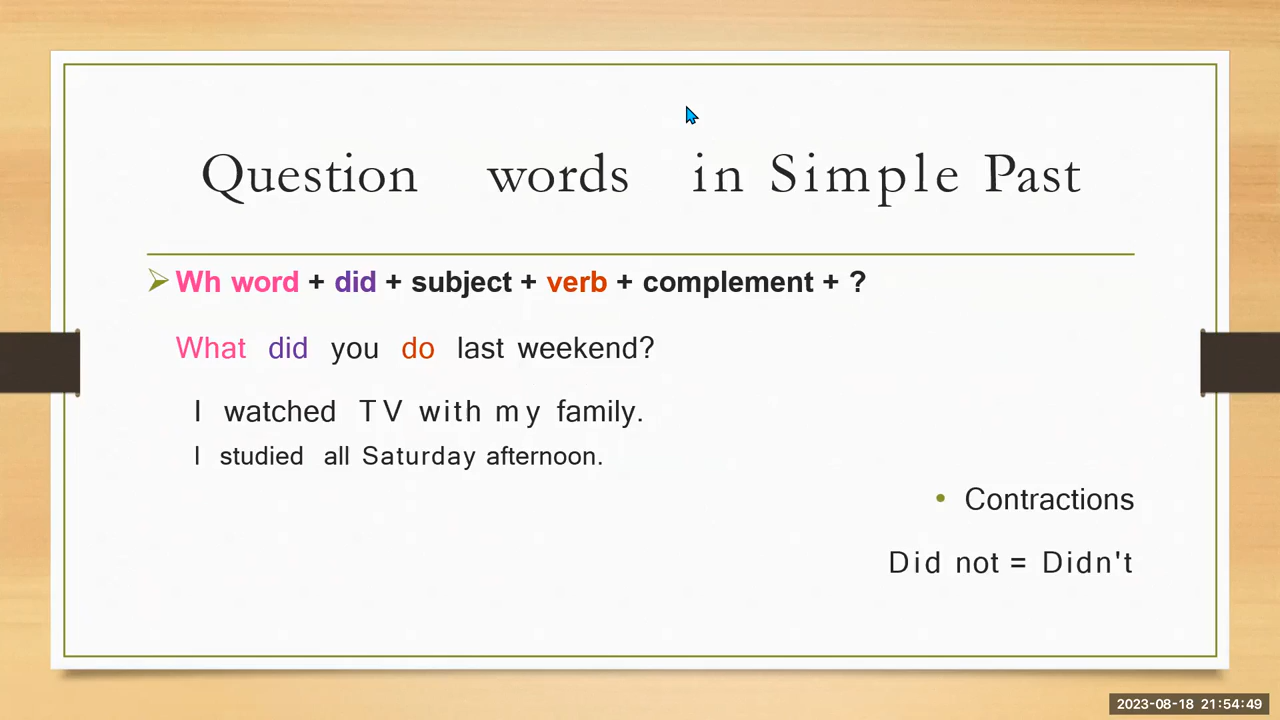 Question words in Simple Past
Wh word + did + subject + verb + complement + ?
What did you do last weekend?
I watched TV with my family.
I studied all Saturday afternoon.
• Contractions
Did not = Didn't
2023-08-18 21:54:49